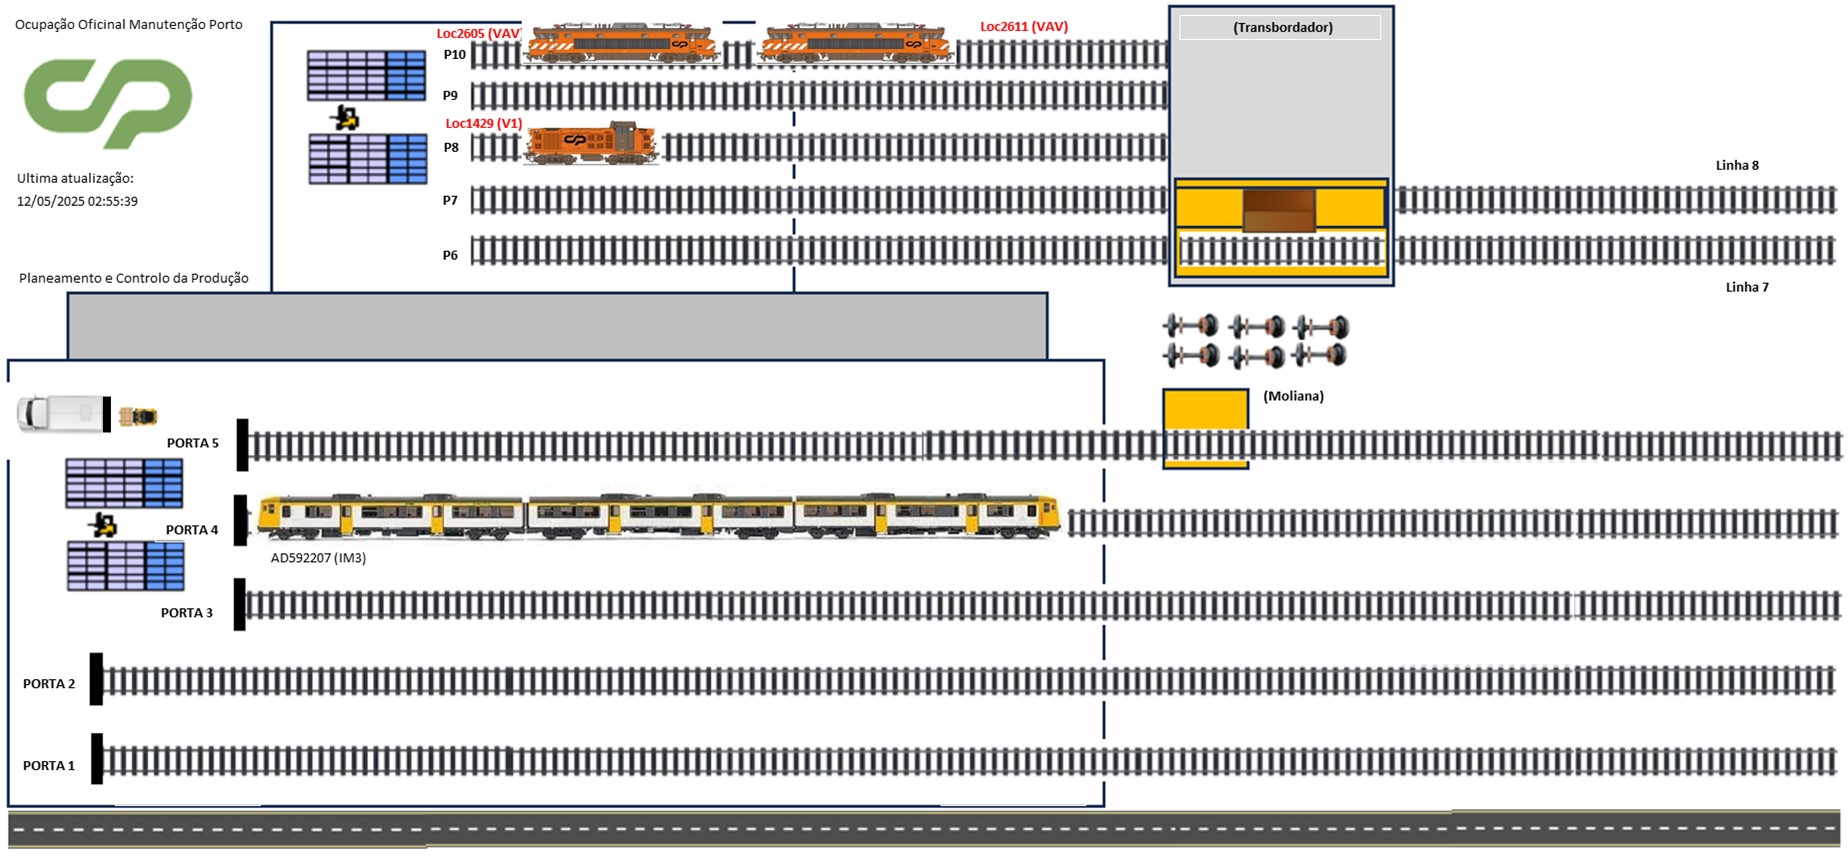 Ocupação Oficinal Manutenção Porto
Loc2605 (VAV)
Loc2611 (VAV)
(Transbordador)
P10
P9
Loc1429 (V1)
P8
Linha 8
Ultima atualização:
12/05/2025 02:55:39
P7
P6
Planeamento e Controlo da Produção
Linha 7
(Moliana)
PORTA 5
PORTA 4
AD592207 (IM3)
PORTA 3
PORTA 2
PORTA 1